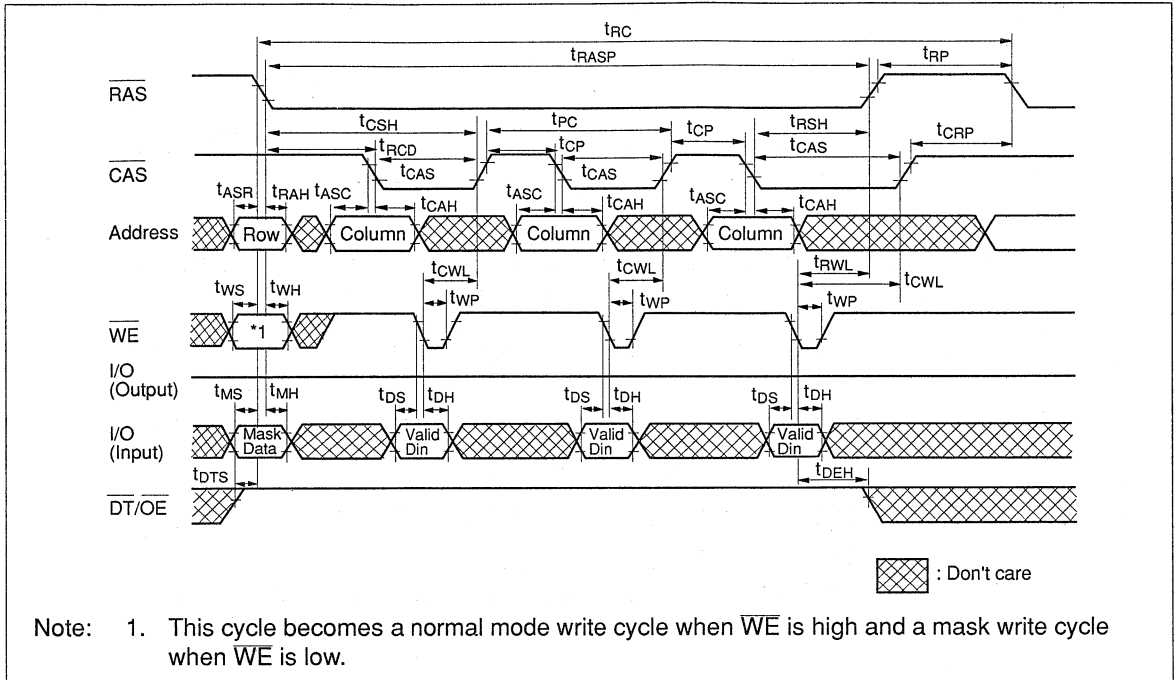 tRC
tRASP
tRP
RAS
tCSH
tPC
tCP
tRSH
tCRP
tRCD
tCP
tCAS
CAS
tCAS
tCAS
tASR
tRAH
tASC
tCAH
tASC
tCAH
tASC
tCAH
Address
Row
Column
Column
Column
tCWL
tCWL
tRWL
tCWL
tWS
tWH
tWP
tWP
tWP
WE
*1
I/O
(Output)
tMS
tMH
tDS
tDH
tDS
tDH
tDS
tDH
I/O
(Input)
Mask
Data
Valid
Din
Valid
Din
Valid
Din
tDTS
tDEH
DT/OE
: Don't care
Note: 1. This cycle becomes a normal mode write cycle when WE is high and a mask write cycle
when WE is low.